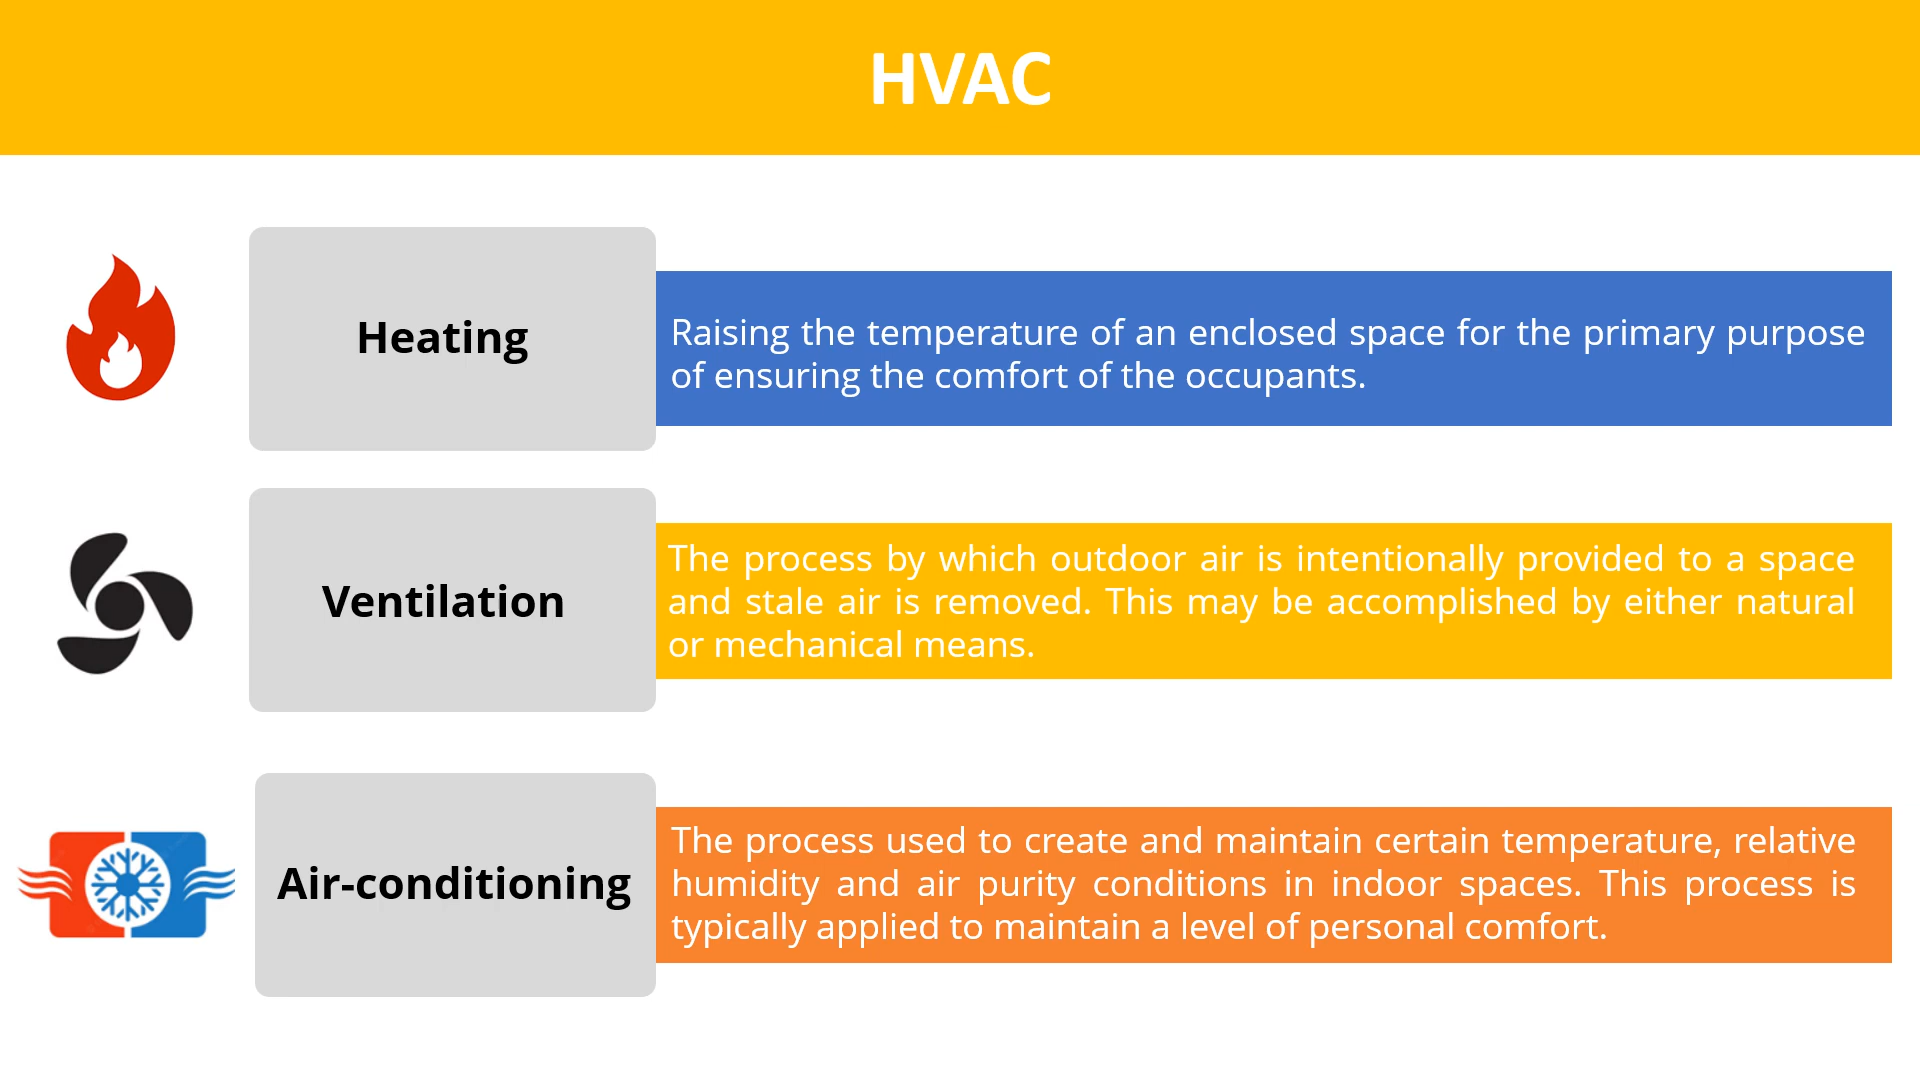 HVAC
Heating
Raising the temperature of an enclosed space for the primary purpose
of ensuring the comfort of the occupants.
Ventilation
The process by which outdoor air is intentionally provided to a space
and stale air is removed. This may be accomplished by either natural
or mechanical means.
Air-conditioning
The process used to create and maintain certain temperature, relative
humidity and air purity conditions in indoor spaces. This process is
typically applied to maintain a level of personal comfort.